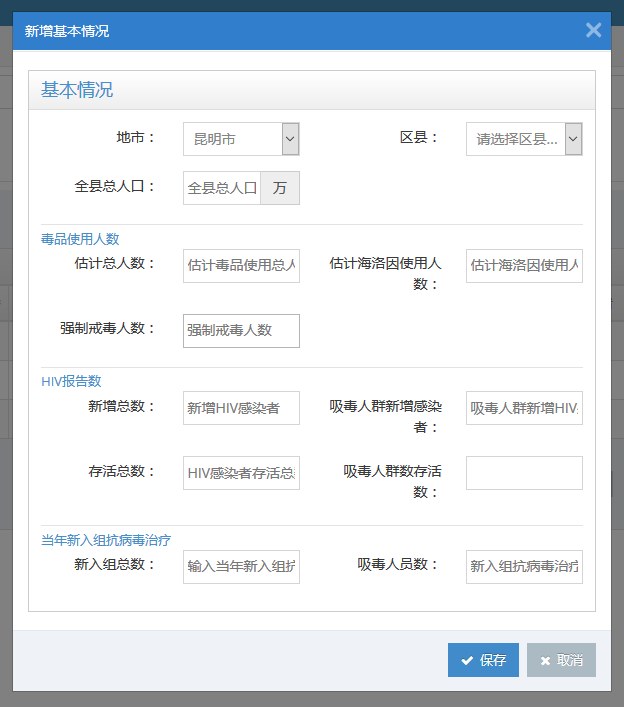 新增基本情况
基本情况
地市： 昆明市 区县： 请选择区县...
全县总人口： 全县总人口 万
毒品使用人数
估计总人数： 估计毒品使用总人 估计海洛因使用人
数： 估计海洛因使用人
强制戒毒人数： 强制戒毒人数
HIV报告数
新增总数： 新增HIV感染者 吸毒人群新增感染
者： 吸毒人群新增HIV
存活总数： HIV感染者存活总 吸毒人群数存活
数：
当年新入组抗病毒治疗
新入组总数： 输入当年新入组抗 吸毒人员数： 新入组抗病毒治疗
保存 取消